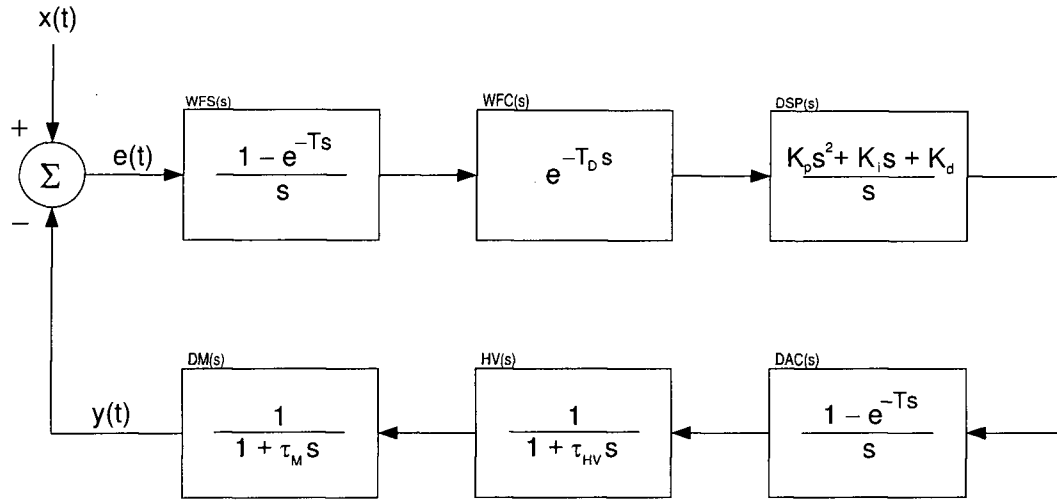 x(t)
+
Σ
−
e(t)
WFS(s)
1 − e^{-Ts}
s
WFC(s)
e^{-T_D s}
DSP(s)
K_p s^2 + K_i s + K_d
s
DM(s)
1
1 + τ_M s
HV(s)
1
1 + τ_HV s
DAC(s)
1 − e^{-Ts}
s
y(t)